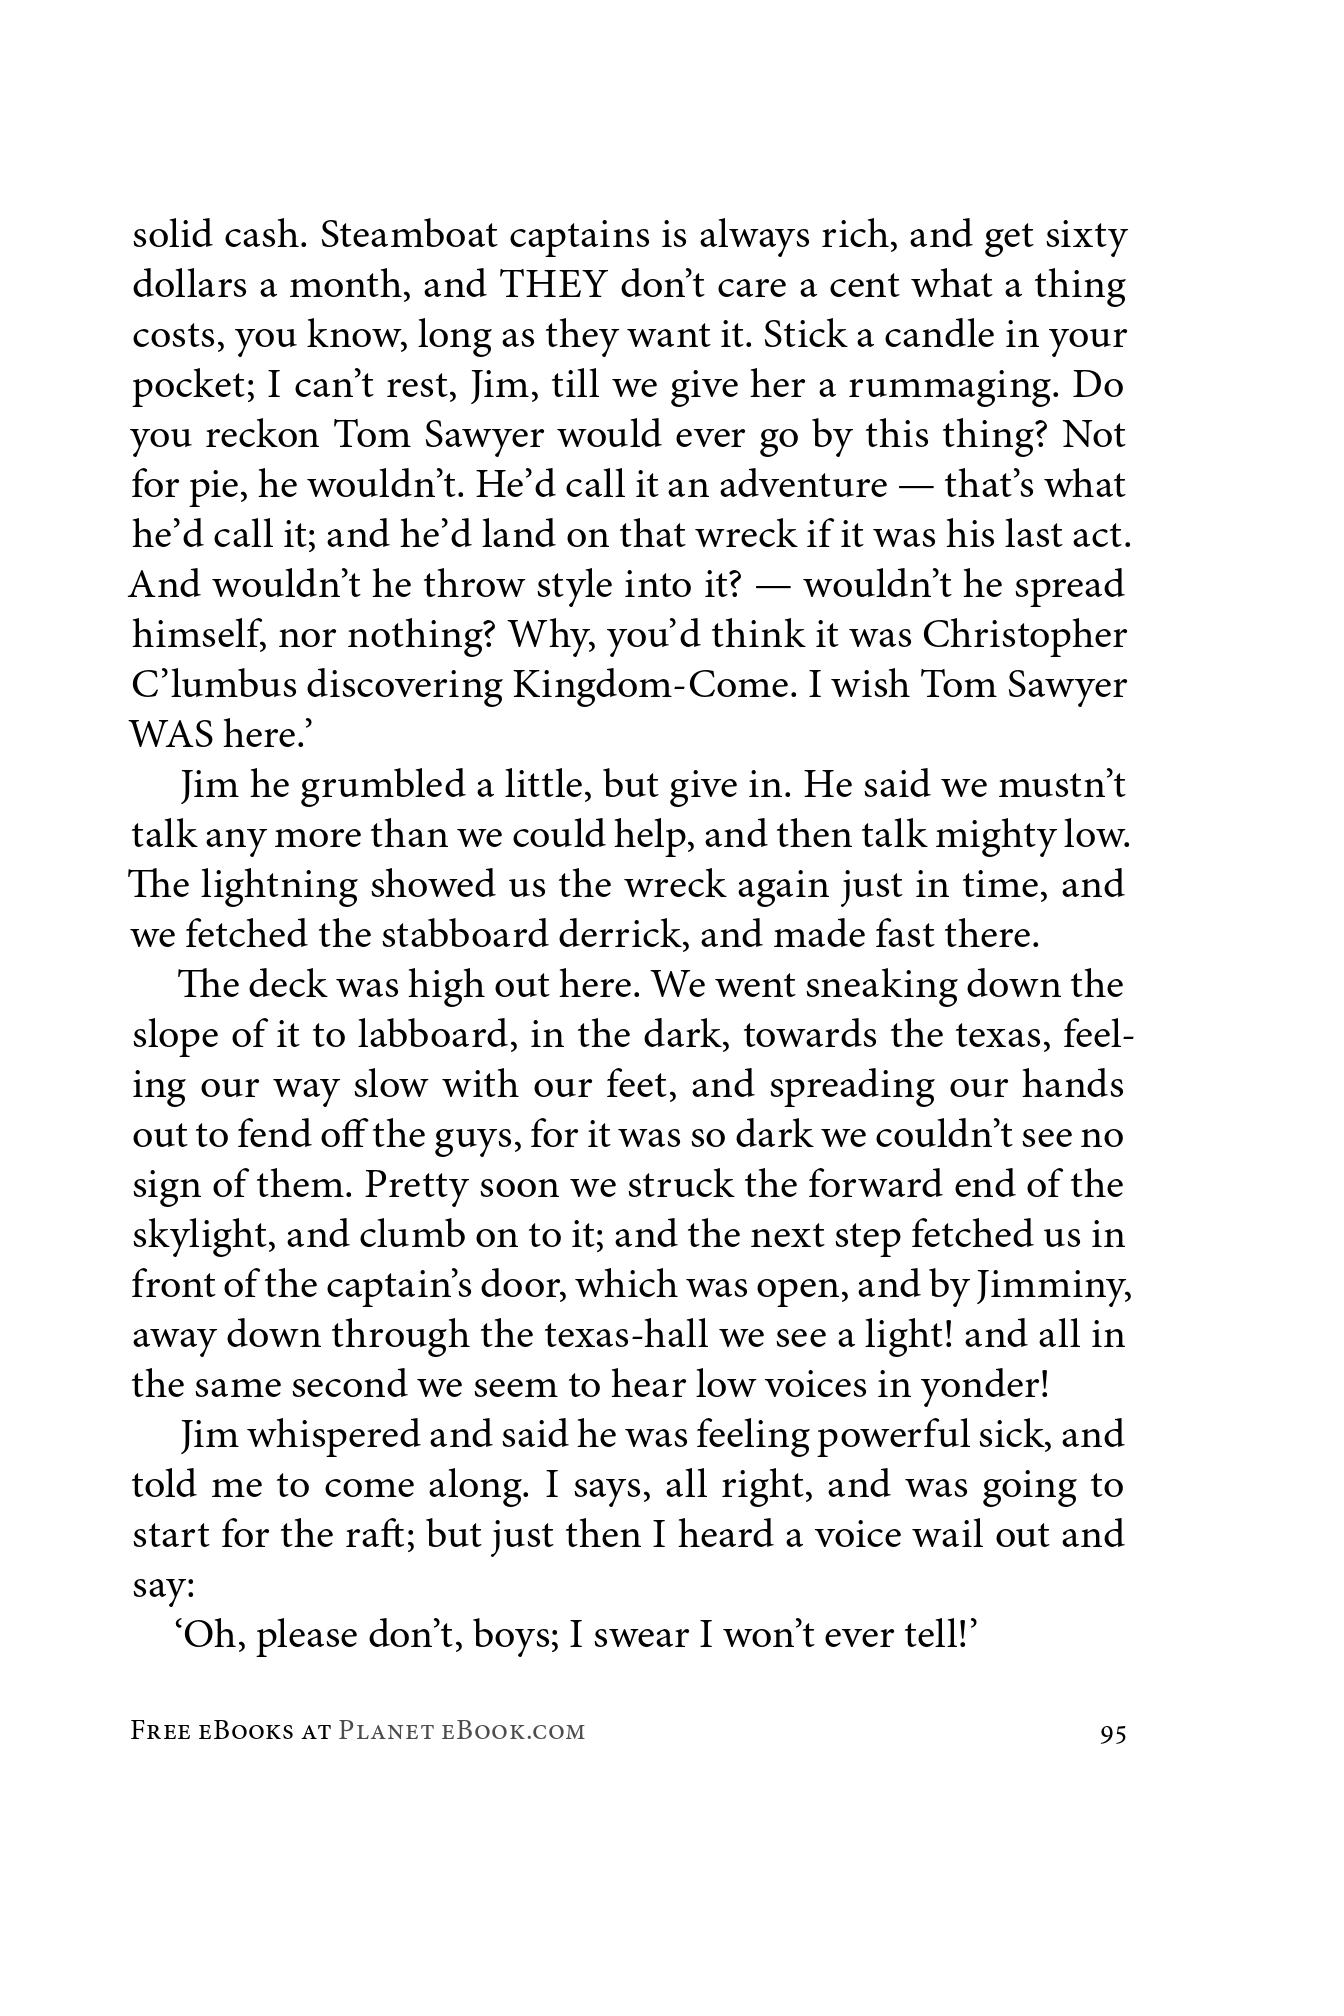 solid cash. Steamboat captains is always rich, and get sixty
dollars a month, and THEY don’t care a cent what a thing
costs, you know, long as they want it. Stick a candle in your
pocket; I can’t rest, Jim, till we give her a rummaging. Do
you reckon Tom Sawyer would ever go by this thing? Not
for pie, he wouldn’t. He’d call it an adventure — that’s what
he’d call it; and he’d land on that wreck if it was his last act.
And wouldn’t he throw style into it? — wouldn’t he spread
himself, nor nothing? Why, you’d think it was Christopher
C’lumbus discovering Kingdom-Come. I wish Tom Sawyer
WAS here.’
Jim he grumbled a little, but give in. He said we mustn’t
talk any more than we could help, and then talk mighty low.
The lightning showed us the wreck again just in time, and
we fetched the stabboard derrick, and made fast there.
The deck was high out here. We went sneaking down the
slope of it to labboard, in the dark, towards the texas, feel-
ing our way slow with our feet, and spreading our hands
out to fend off the guys, for it was so dark we couldn’t see no
sign of them. Pretty soon we struck the forward end of the
skylight, and clumb on to it; and the next step fetched us in
front of the captain’s door, which was open, and by Jimminy,
away down through the texas-hall we see a light! and all in
the same second we seem to hear low voices in yonder!
Jim whispered and said he was feeling powerful sick, and
told me to come along. I says, all right, and was going to
start for the raft; but just then I heard a voice wail out and
say:
‘Oh, please don’t, boys; I swear I won’t ever tell!’
Free eBooks at Planet eBook.com 95